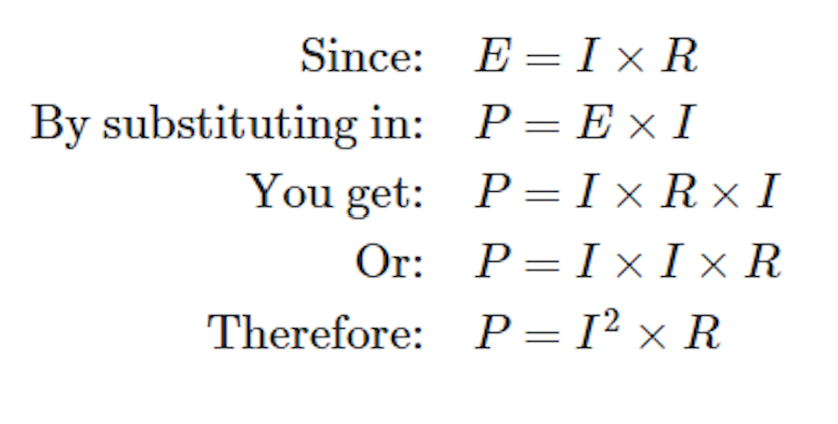 Since: E = I × R
By substituting in: P = E × I
You get: P = I × R × I
Or: P = I × I × R
Therefore: P = I² × R